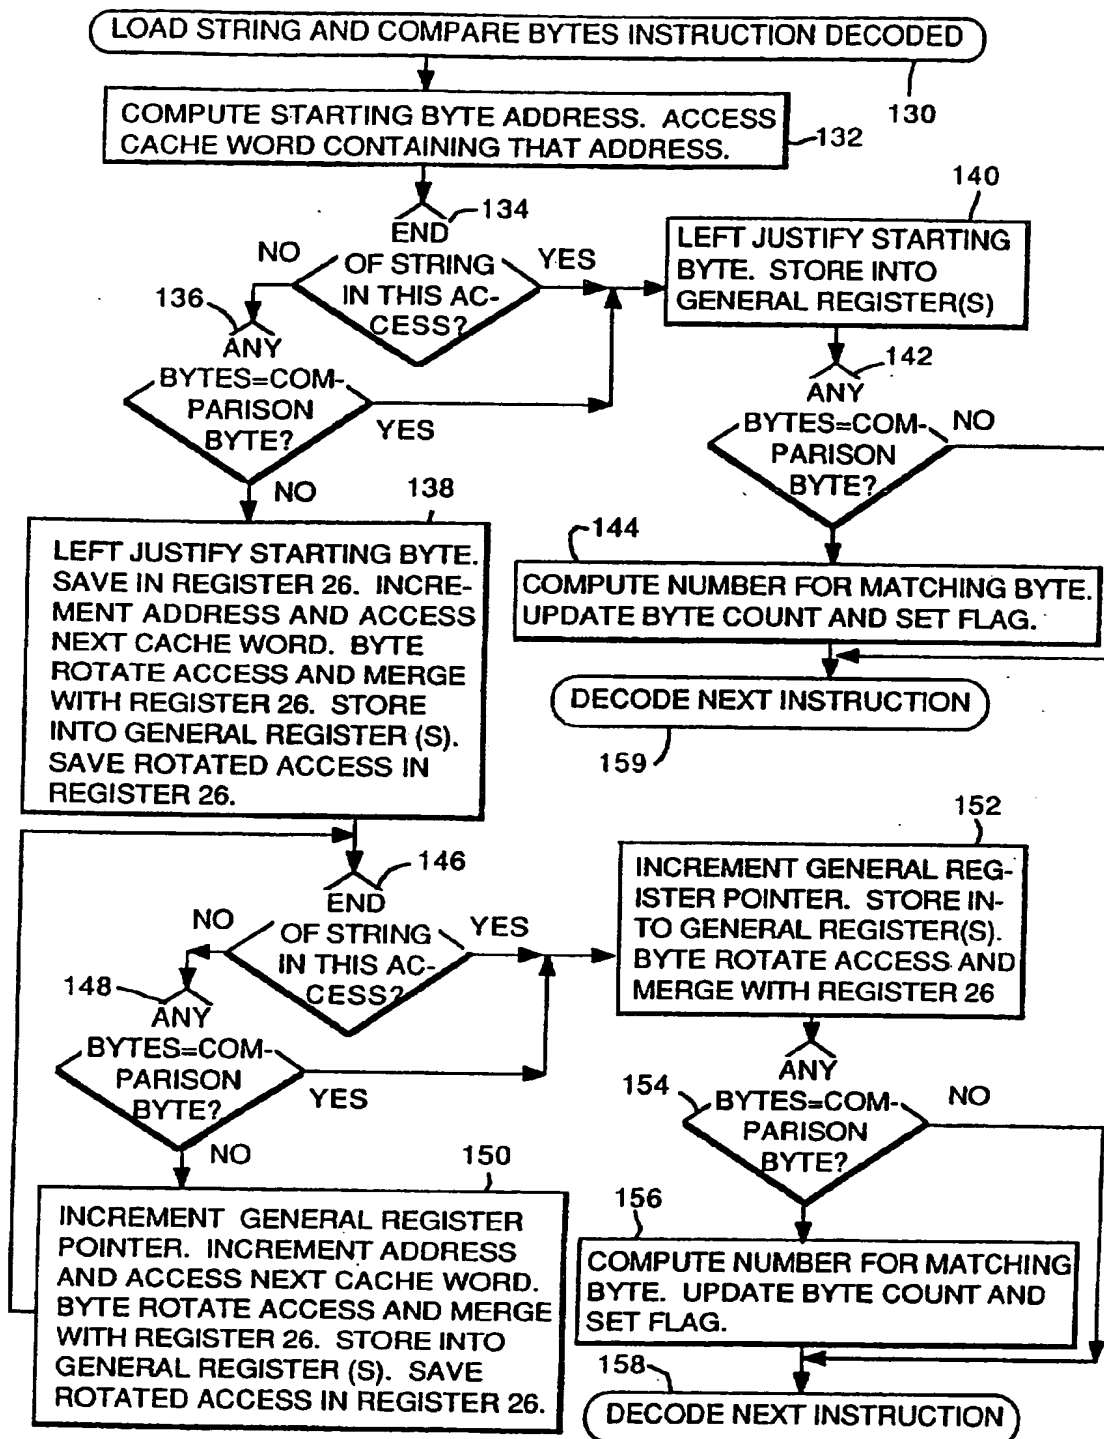 LOAD STRING AND COMPARE BYTES INSTRUCTION DECODED
130
COMPUTE STARTING BYTE ADDRESS. ACCESS
CACHE WORD CONTAINING THAT ADDRESS.
132
134
END
OF STRING
IN THIS AC-
CESS?
NO
YES
136
ANY
BYTES=COM-
PARISON
BYTE?
YES
NO
140
LEFT JUSTIFY STARTING
BYTE. STORE INTO
GENERAL REGISTER(S)
142
ANY
BYTES=COM-
PARISON
BYTE?
NO
144
COMPUTE NUMBER FOR MATCHING BYTE.
UPDATE BYTE COUNT AND SET FLAG.
DECODE NEXT INSTRUCTION
159
138
LEFT JUSTIFY STARTING BYTE.
SAVE IN REGISTER 26. INCRE-
MENT ADDRESS AND ACCESS
NEXT CACHE WORD. BYTE
ROTATE ACCESS AND MERGE
WITH REGISTER 26. STORE
INTO GENERAL REGISTER (S).
SAVE ROTATED ACCESS IN
REGISTER 26.
146
END
OF STRING
IN THIS AC-
CESS?
NO
YES
148
ANY
BYTES=COM-
PARISON
BYTE?
YES
NO
152
INCREMENT GENERAL REG-
ISTER POINTER. STORE IN-
TO GENERAL REGISTER(S).
BYTE ROTATE ACCESS AND
MERGE WITH REGISTER 26
154
ANY
BYTES=COM-
PARISON
BYTE?
NO
150
INCREMENT GENERAL REGISTER
POINTER. INCREMENT ADDRESS
AND ACCESS NEXT CACHE WORD.
BYTE ROTATE ACCESS AND MERGE
WITH REGISTER 26. STORE INTO
GENERAL REGISTER (S). SAVE
ROTATED ACCESS IN REGISTER 26.
156
COMPUTE NUMBER FOR MATCHING
BYTE. UPDATE BYTE COUNT AND
SET FLAG.
158
DECODE NEXT INSTRUCTION